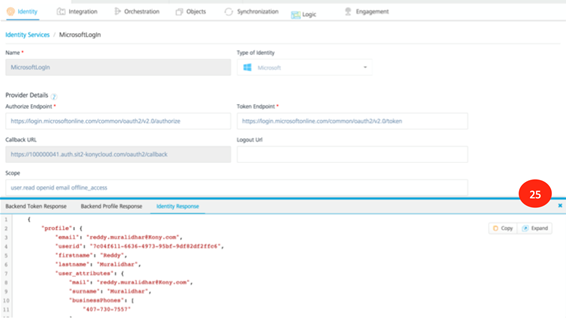 Identity Integration Orchestration Objects Synchronization Logic Engagement
Identity Services / MicrosoftLogin
Name * Type of Identity
MicrosoftLogin Microsoft
Provider Details ?
Authorize Endpoint * Token Endpoint *
https://login.microsoftonline.com/common/oauth2/v2.0/authorize https://login.microsoftonline.com/common/oauth2/v2.0/token
Callback URL Logout Url
https://100000041.auth.sit2-konycloud.com/oauth2/callback
Scope
user.read openid email offline_access
25
Backend Token Response Backend Profile Response Identity Response
Copy Expand
1 {
2 "profile": {
3 "email": "reddy.muralidhar@kony.com",
4 "userid": "7c04f611-6636-4973-95bf-9df82df2ffc6",
5 "firstname": "Reddy",
6 "lastname": "Muralidhar",
7 "user_attributes": {
8 "mail": "reddy.muralidhar@kony.com",
9 "surname": "Muralidhar",
10 "businessPhones": [
11 "407-730-7557"